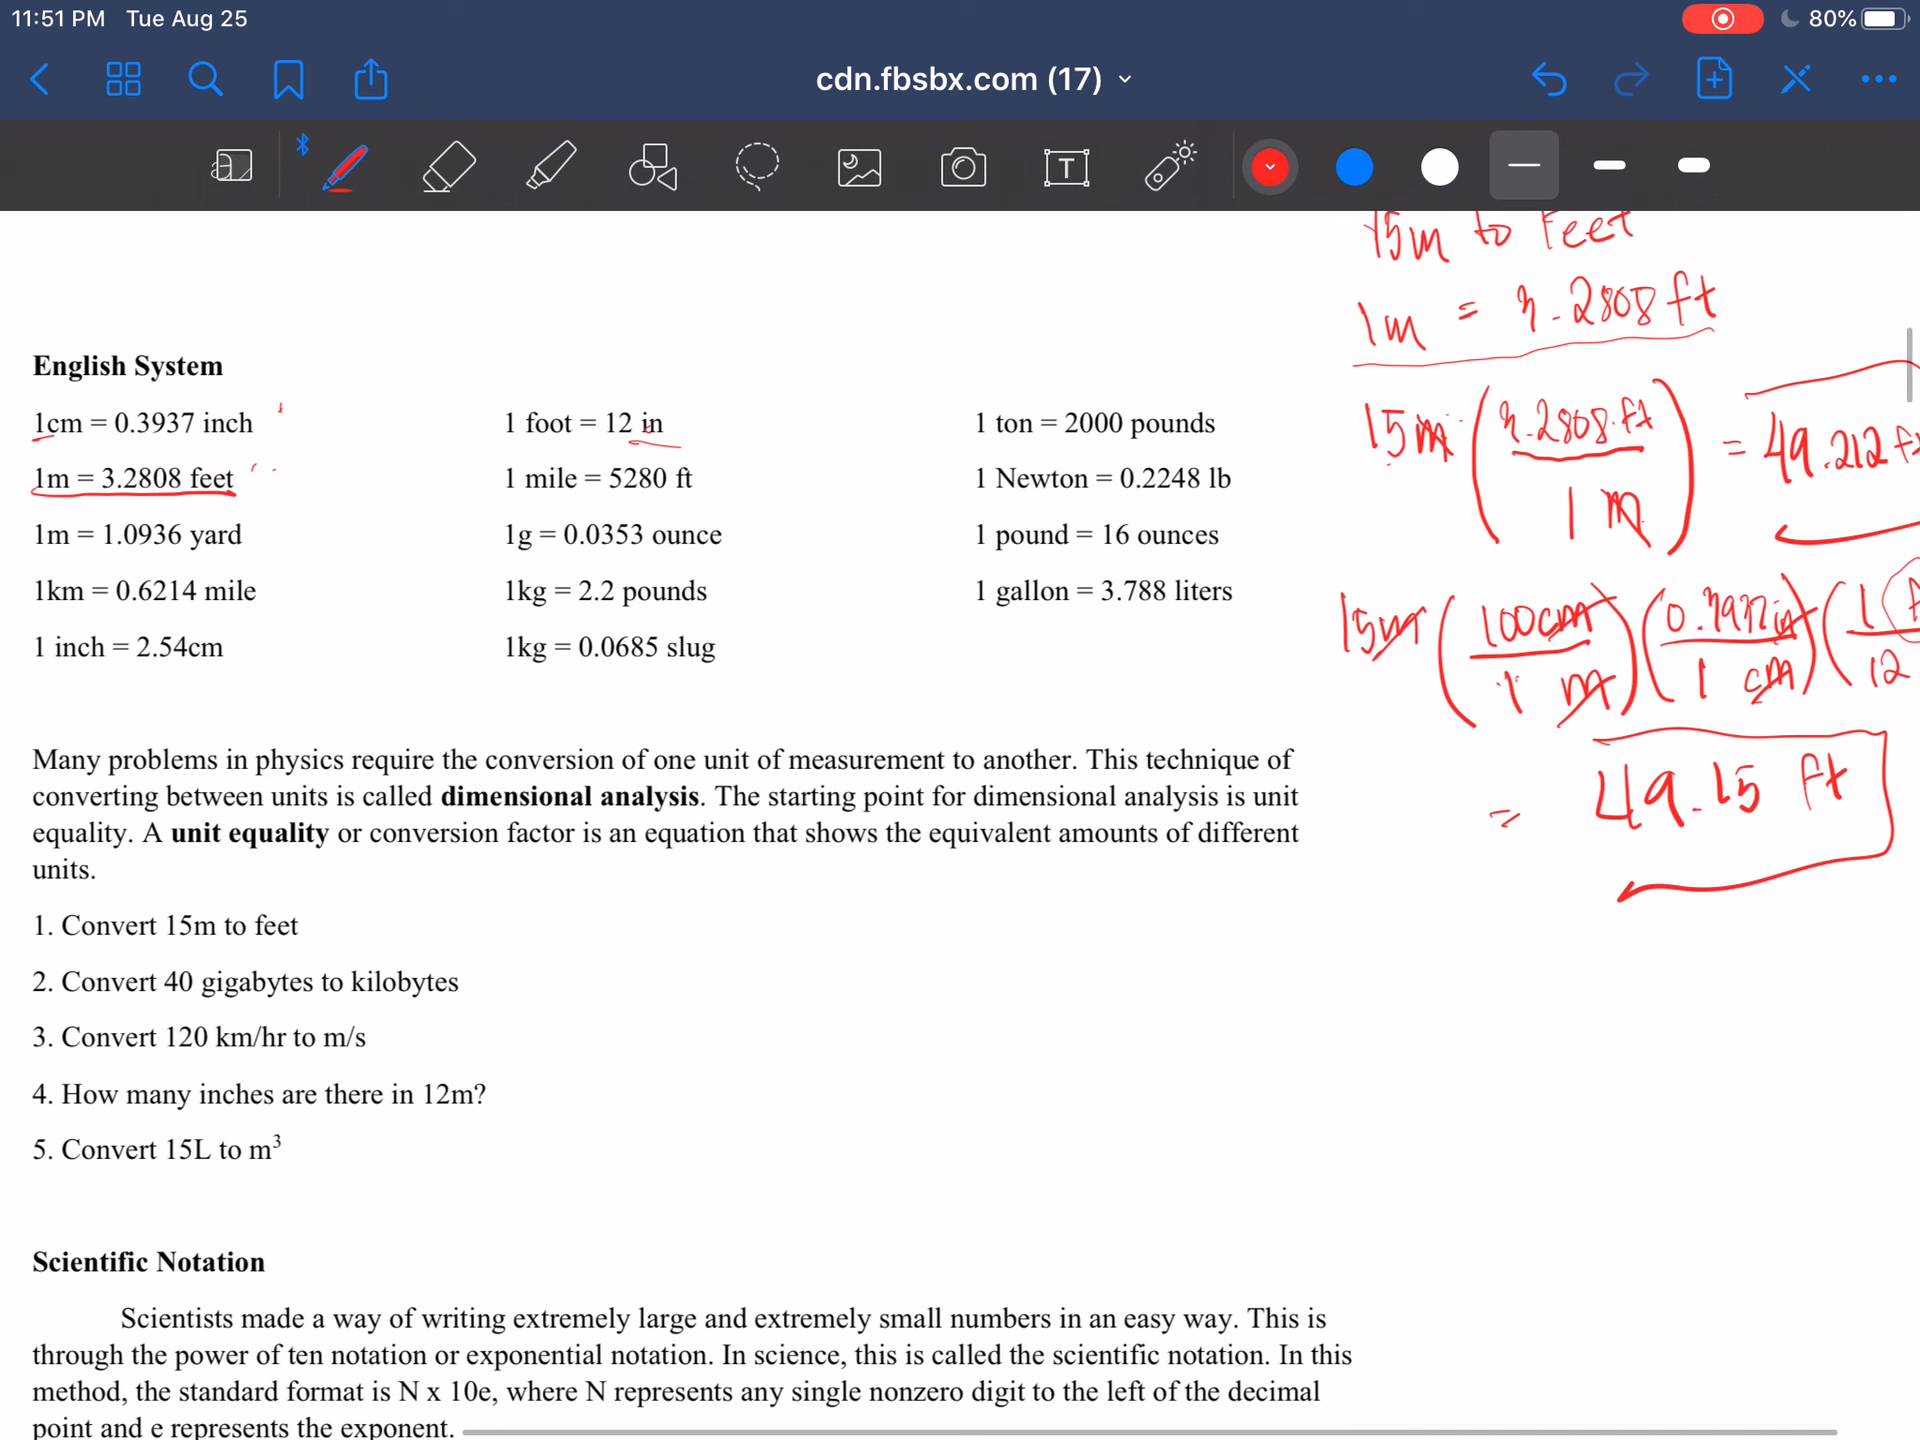 11:51 PM Tue Aug 25
80%
cdn.fbsbx.com (17)
T
15m to Feet
1m = 3.2808 ft
English System
1cm = 0.3937 inch
1 foot = 12 in
1 ton = 2000 pounds
1m = 3.2808 feet
1 mile = 5280 ft
1 Newton = 0.2248 lb
1m = 1.0936 yard
1g = 0.0353 ounce
1 pound = 16 ounces
1km = 0.6214 mile
1kg = 2.2 pounds
1 gallon = 3.788 liters
1 inch = 2.54cm
1kg = 0.0685 slug
15m ( 3.2808 ft
1 m ) = 49.212 ft
15m ( 100cm
1 m ) ( 0.3937in
1 cm ) ( 1
12
= 49.15 ft
Many problems in physics require the conversion of one unit of measurement to another. This technique of
converting between units is called dimensional analysis. The starting point for dimensional analysis is unit
equality. A unit equality or conversion factor is an equation that shows the equivalent amounts of different
units.
1. Convert 15m to feet
2. Convert 40 gigabytes to kilobytes
3. Convert 120 km/hr to m/s
4. How many inches are there in 12m?
5. Convert 15L to m³
Scientific Notation
Scientists made a way of writing extremely large and extremely small numbers in an easy way. This is
through the power of ten notation or exponential notation. In science, this is called the scientific notation. In this
method, the standard format is N x 10e, where N represents any single nonzero digit to the left of the decimal
point and e represents the exponent.